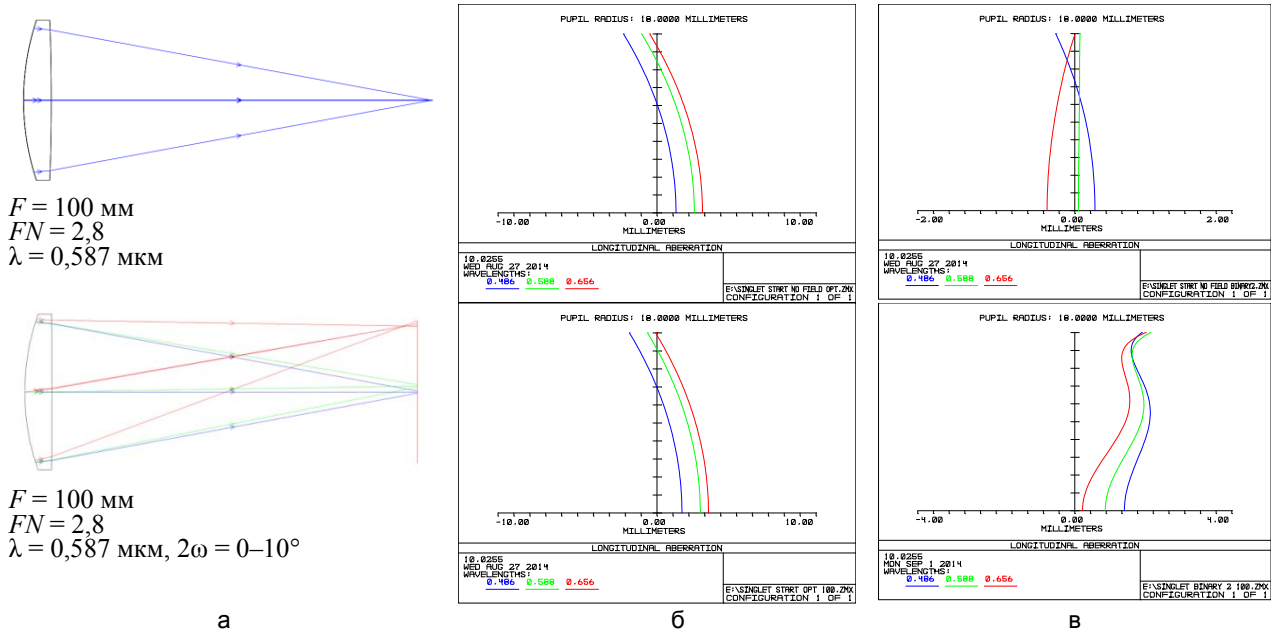 F = 100 мм
FN = 2,8
λ = 0,587 мкм
F = 100 мм
FN = 2,8
λ = 0,587 мкм, 2ω = 0–10°
а
PUPIL RADIUS: 18.0000 MILLIMETERS
-10.00 0.00 10.00
MILLIMETERS
LONGITUDINAL ABERRATION
10.0255
WED AUG 27 2014
WAVELENGTHS:
0.486 0.588 0.656
E:\SINGLET START NO FIELD OPT.ZMX
CONFIGURATION 1 OF 1
PUPIL RADIUS: 18.0000 MILLIMETERS
-10.00 0.00 10.00
MILLIMETERS
LONGITUDINAL ABERRATION
10.0255
WED AUG 27 2014
WAVELENGTHS:
0.486 0.588 0.656
E:\SINGLET START OPT 100.ZMX
CONFIGURATION 1 OF 1
б
PUPIL RADIUS: 18.0000 MILLIMETERS
-2.00 0.00 2.00
MILLIMETERS
LONGITUDINAL ABERRATION
10.0255
WED AUG 27 2014
WAVELENGTHS:
0.486 0.588 0.656
E:\SINGLET START NO FIELD BINARY2.ZMX
CONFIGURATION 1 OF 1
PUPIL RADIUS: 18.0000 MILLIMETERS
-4.00 0.00 4.00
MILLIMETERS
LONGITUDINAL ABERRATION
10.0255
MON SEP 1 2014
WAVELENGTHS:
0.486 0.588 0.656
E:\SINGLET BINARY 2 100.ZMX
CONFIGURATION 1 OF 1
в